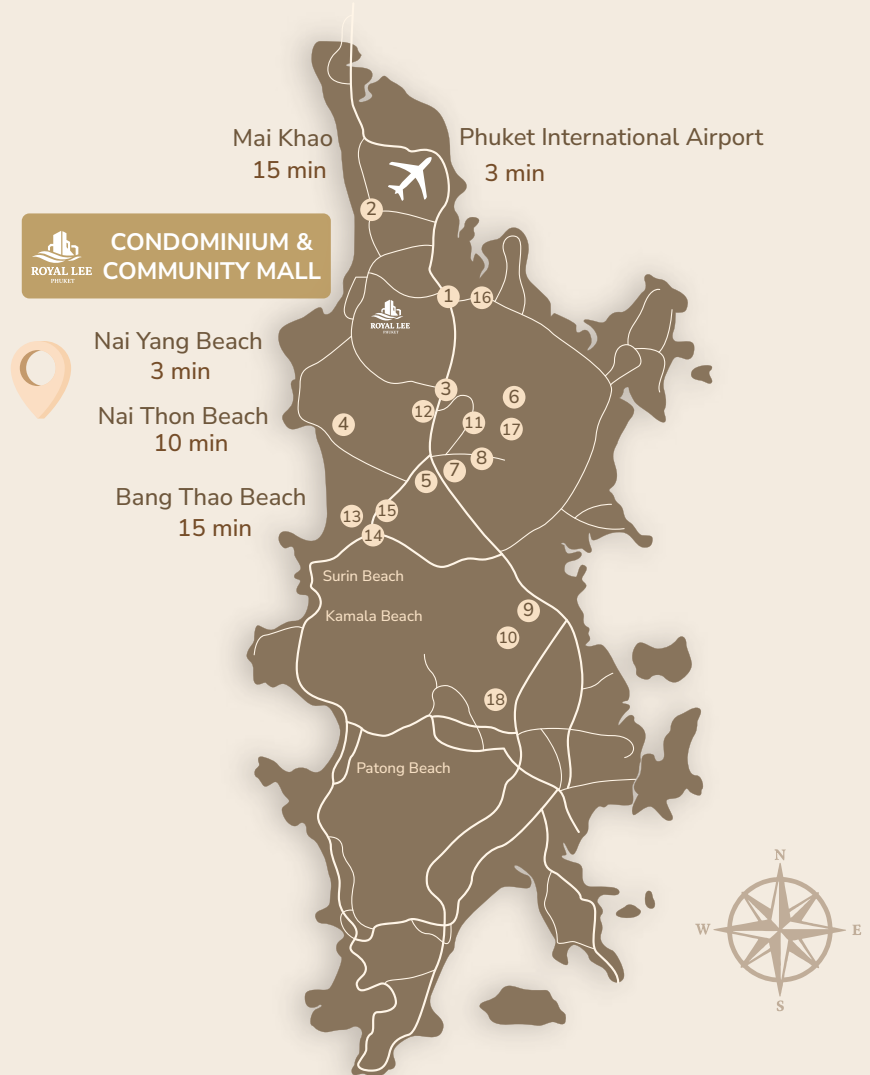 Mai Khao
15 min
Phuket International Airport
3 min
2
ROYAL LEE
PHUKET
CONDOMINIUM &
COMMUNITY MALL
1
16
ROYAL LEE
PHUKET
Nai Yang Beach
3 min
3
6
12
11
17
4
Nai Thon Beach
10 min
8
7
5
Bang Thao Beach
15 min
13
15
14
Surin Beach
Kamala Beach
9
10
18
Patong Beach
N
W
E
S